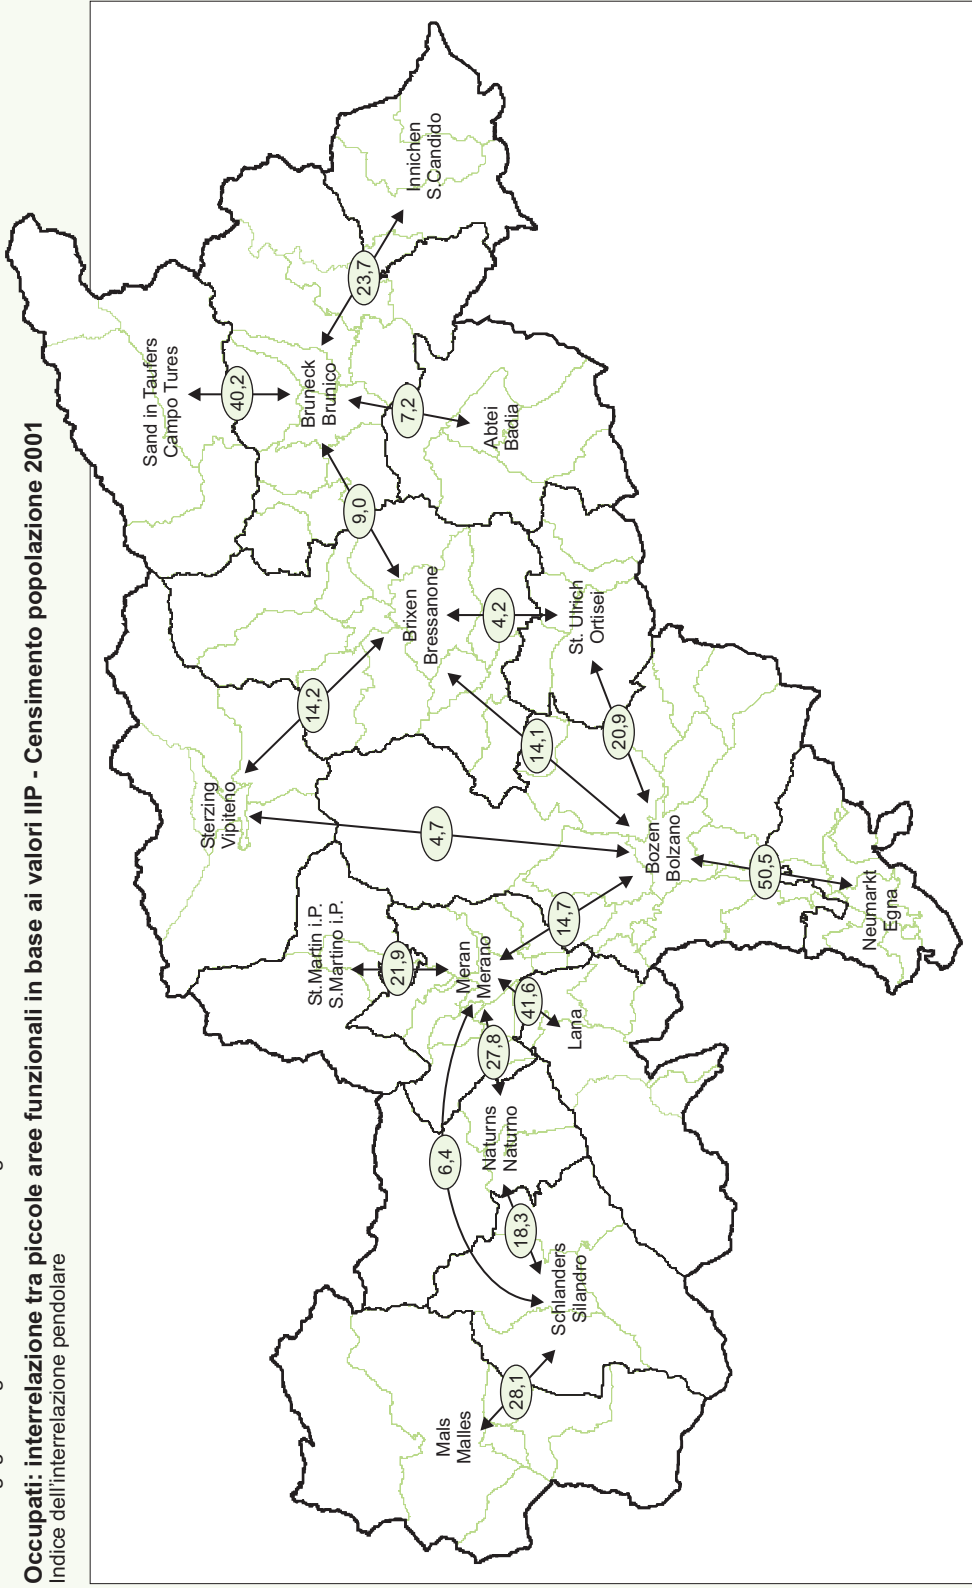 Occupati: interrelazione tra piccole aree funzionali in base ai valori IIP - Censimento popolazione 2001
Indice dell'interrelazione pendolare
Sand in Taufers
Campo Tures
40,2
Innichen
S.Candido
23,7
Bruneck
Brunico
7,2
Abtei
Badia
9,0
Sterzing
Vipiteno
14,2
Brixen
Bressanone
4,2
St. Ulrich
Ortisei
14,1
20,9
4,7
Bozen
Bolzano
50,5
Neumarkt
Egna
14,7
St.Martin i.P.
S.Martino i.P.
21,9
Meran
Merano
41,6
Lana
27,8
6,4
Naturns
Naturno
18,3
Schlanders
Silandro
28,1
Mals
Malles